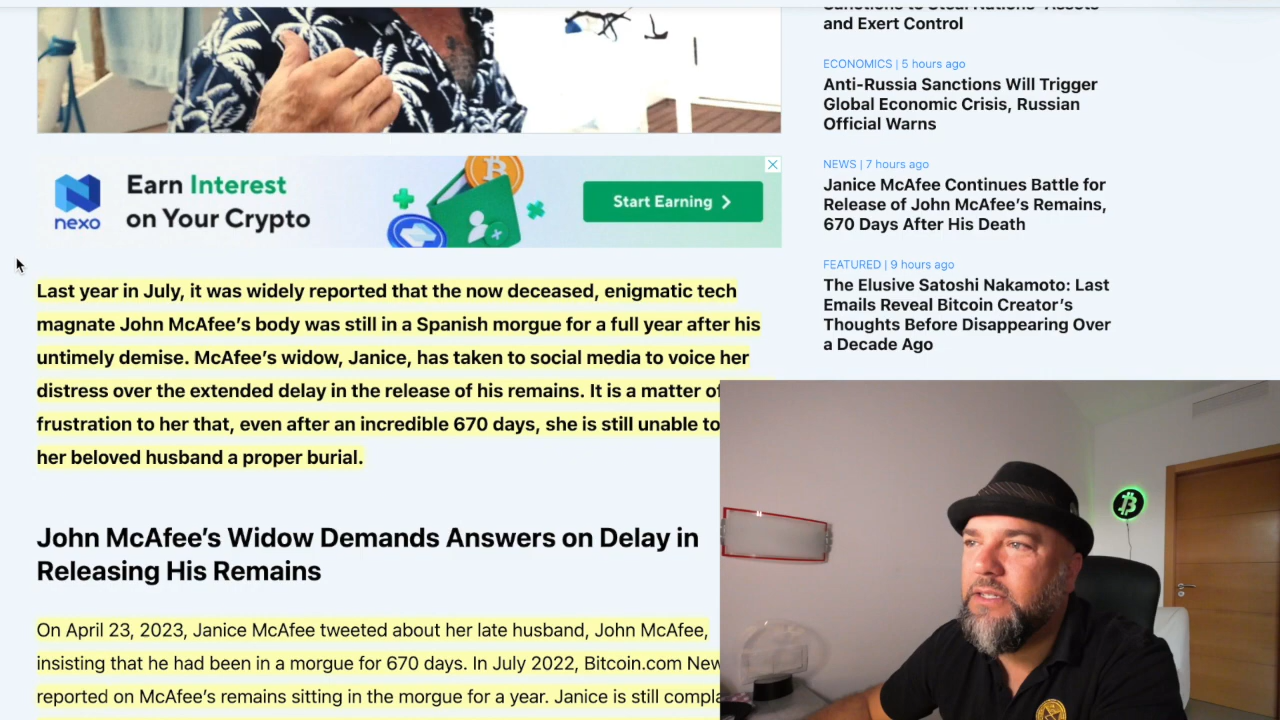 Sanctions to Steal Nations' Assets
and Exert Control
ECONOMICS | 5 hours ago
Anti-Russia Sanctions Will Trigger
Global Economic Crisis, Russian
Official Warns
NEWS | 7 hours ago
Janice McAfee Continues Battle for
Release of John McAfee's Remains,
670 Days After His Death
FEATURED | 9 hours ago
The Elusive Satoshi Nakamoto: Last
Emails Reveal Bitcoin Creator's
Thoughts Before Disappearing Over
a Decade Ago
nexo
Earn Interest
on Your Crypto
Start Earning
Last year in July, it was widely reported that the now deceased, enigmatic tech
magnate John McAfee's body was still in a Spanish morgue for a full year after his
untimely demise. McAfee's widow, Janice, has taken to social media to voice her
distress over the extended delay in the release of his remains. It is a matter of
frustration to her that, even after an incredible 670 days, she is still unable to
her beloved husband a proper burial.
John McAfee's Widow Demands Answers on Delay in
Releasing His Remains
On April 23, 2023, Janice McAfee tweeted about her late husband, John McAfee,
insisting that he had been in a morgue for 670 days. In July 2022, Bitcoin.com New
reported on McAfee's remains sitting in the morgue for a year. Janice is still compla